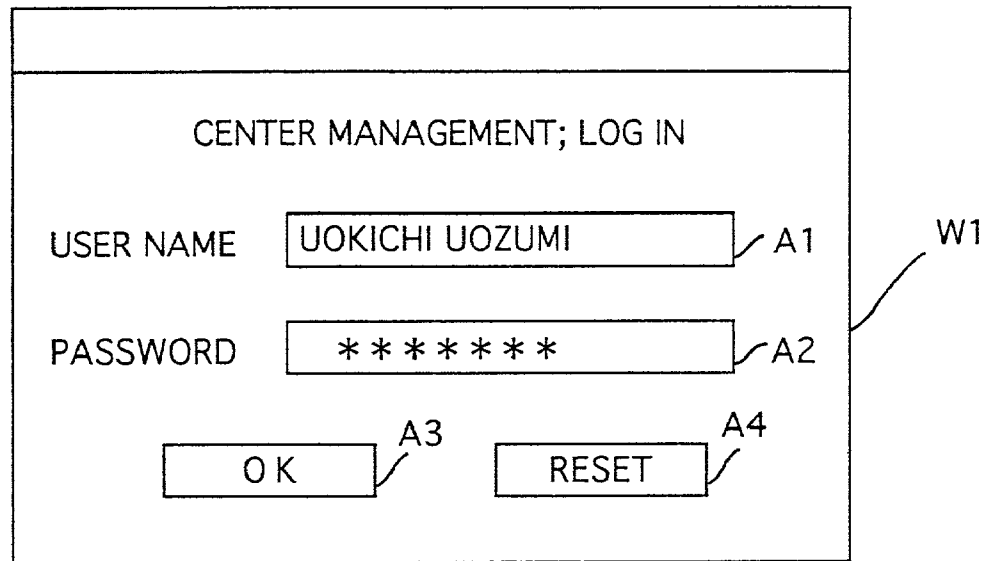 CENTER MANAGEMENT; LOG IN
USER NAME UOKICHI UOZUMI A1
W1
PASSWORD ******* A2
A3 A4
OK RESET